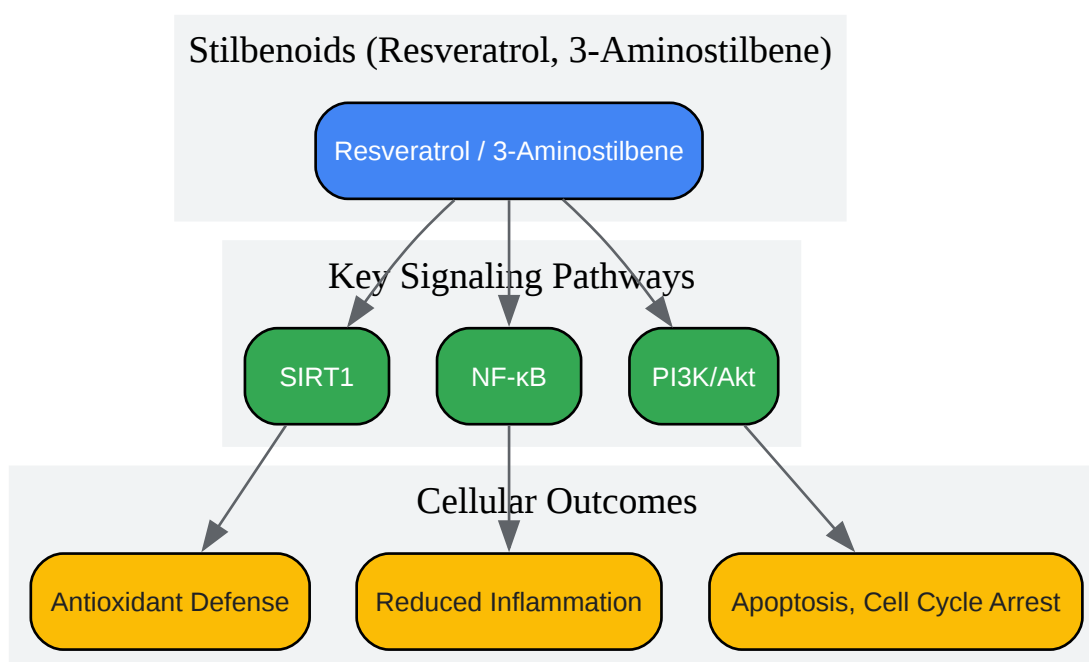 Stilbenoids (Resveratrol, 3-Aminostilbene)
Resveratrol / 3-Aminostilbene
Key Signaling Pathways
SIRT1
NF-κB
PI3K/Akt
Cellular Outcomes
Antioxidant Defense
Reduced Inflammation
Apoptosis, Cell Cycle Arrest